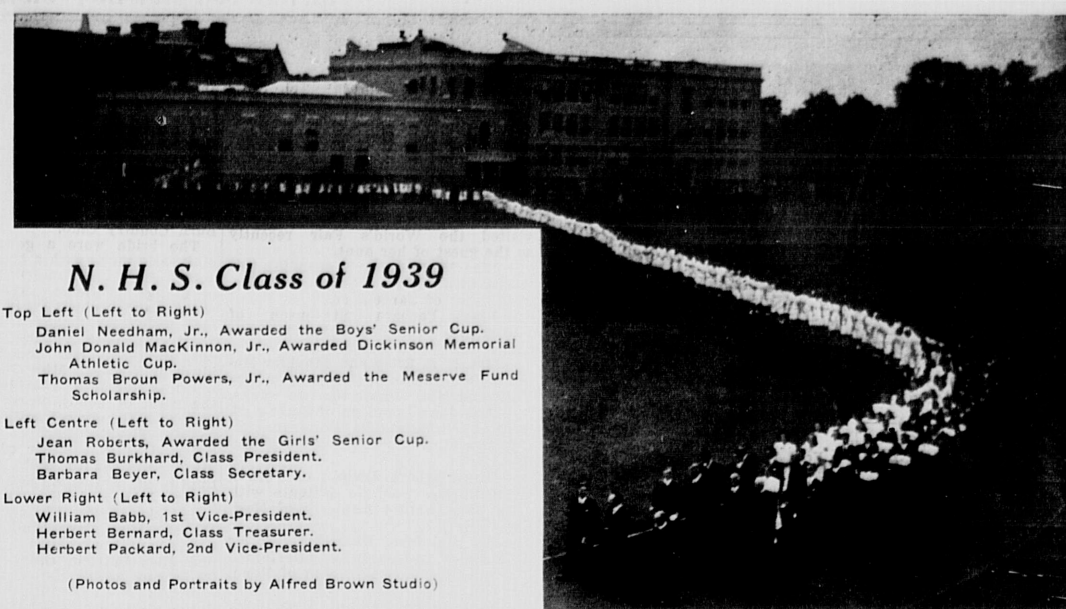 N. H. S. Class of 1939
Top Left (Left to Right)
Daniel Needham, Jr., Awarded the Boys' Senior Cup.
John Donald MacKinnon, Jr., Awarded Dickinson Memorial
Athletic Cup.
Thomas Broun Powers, Jr., Awarded the Meserve Fund
Scholarship.
Left Centre (Left to Right)
Jean Roberts, Awarded the Girls' Senior Cup.
Thomas Burkhard, Class President.
Barbara Beyer, Class Secretary.
Lower Right (Left to Right)
William Babb, 1st Vice-President.
Herbert Bernard, Class Treasurer.
Herbert Packard, 2nd Vice-President.
(Photos and Portraits by Alfred Brown Studio)